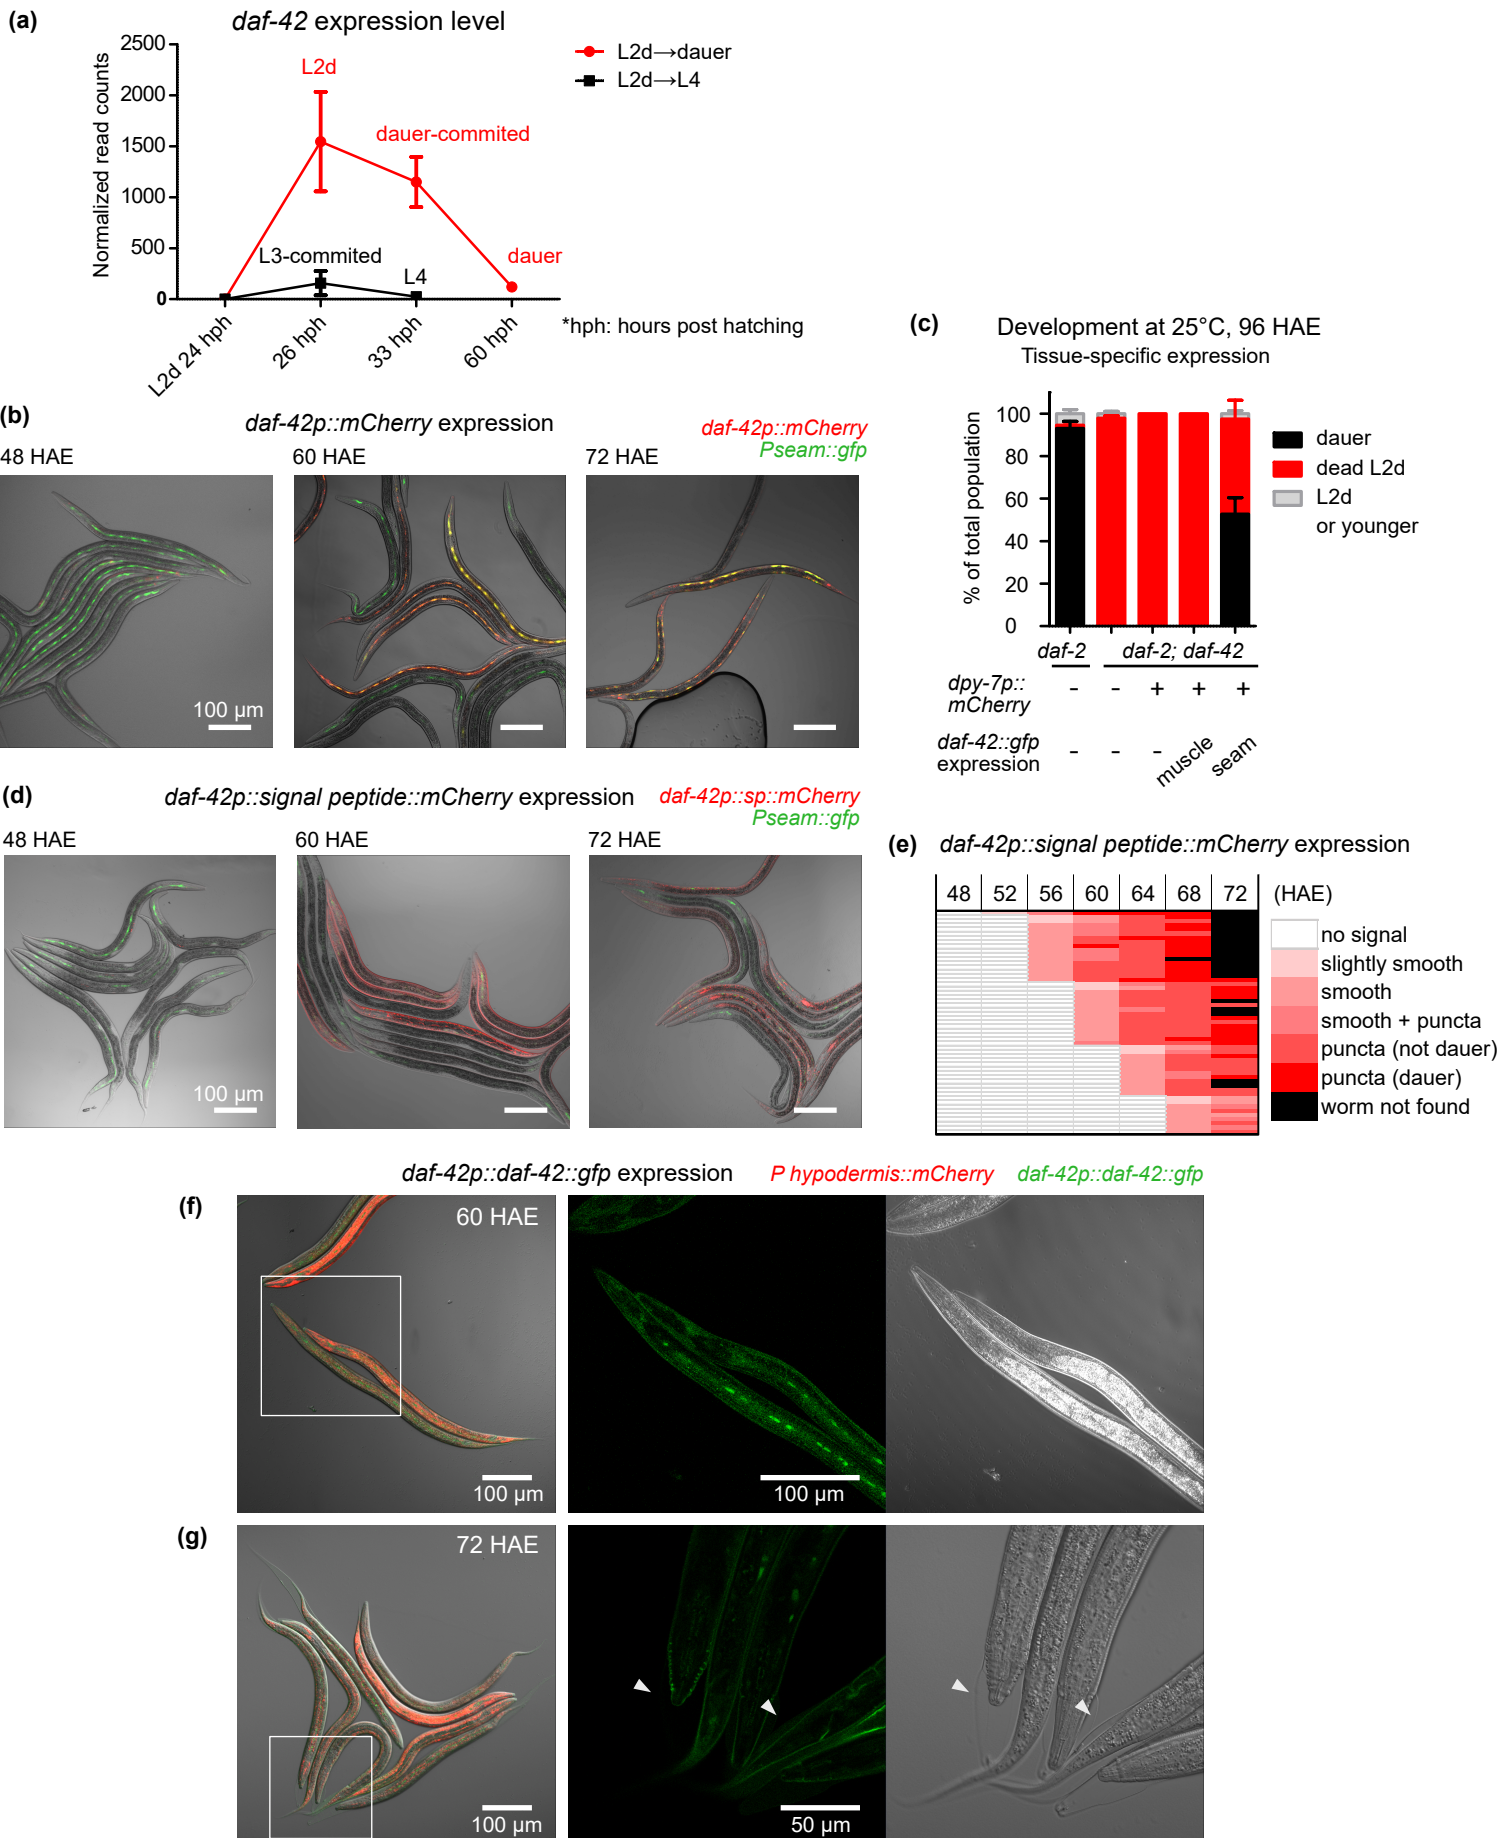 (a)
daf-42 expression level
2500
2000
1500
1000
500
0
Normalized read counts
L2d
dauer-commited
dauer
L3-commited
L4
L2d→dauer
L2d→L4
L2d 24 hph
26 hph
33 hph
60 hph
*hph: hours post hatching
(b)
daf-42p::mCherry expression
daf-42p::mCherry
Pseam::gfp
48 HAE
60 HAE
72 HAE
100 µm
(c)
Development at 25°C, 96 HAE
Tissue-specific expression
100
80
60
40
20
0
% of total population
dauer
dead L2d
L2d
or younger
daf-2
daf-2; daf-42
dpy-7p::
mCherry
- - + + +
daf-42::gfp
expression
- - - muscle seam
(d)
daf-42p::signal peptide::mCherry expression
daf-42p::sp::mCherry
Pseam::gfp
48 HAE
60 HAE
72 HAE
100 µm
(e)
daf-42p::signal peptide::mCherry expression
48 52 56 60 64 68 72 (HAE)
no signal
slightly smooth
smooth
smooth + puncta
puncta (not dauer)
puncta (dauer)
worm not found
daf-42p::daf-42::gfp expression
P hypodermis::mCherry
daf-42p::daf-42::gfp
(f)
60 HAE
100 µm
100 µm
(g)
72 HAE
100 µm
50 µm